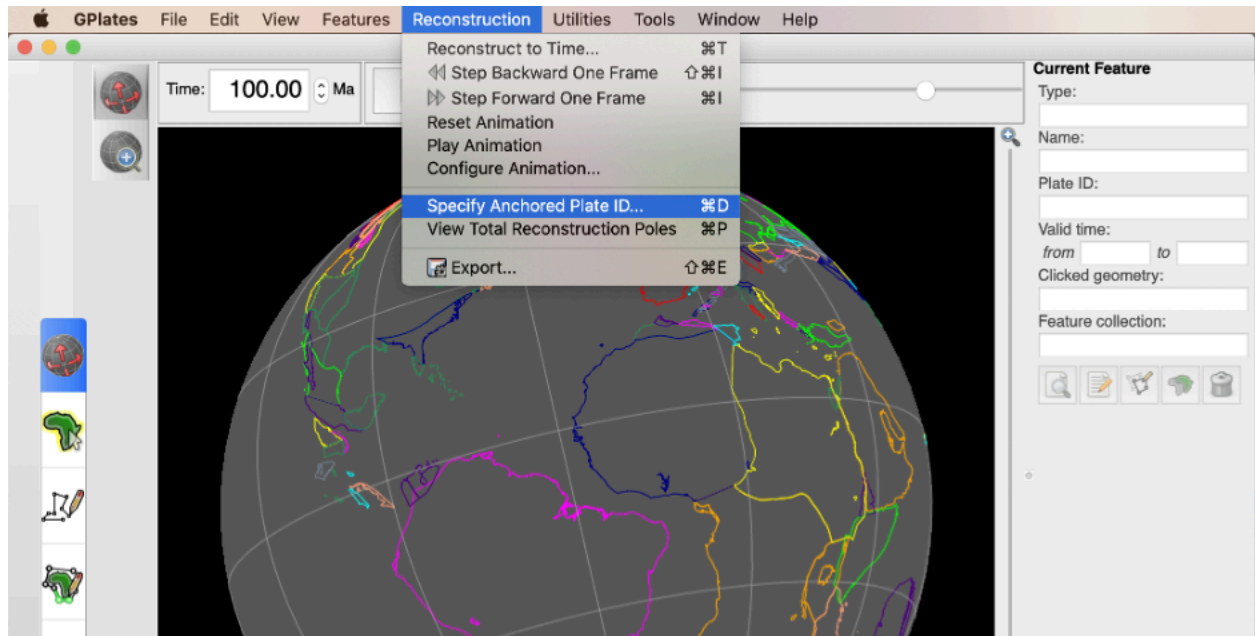 GPlates File Edit View Features Reconstruction Utilities Tools Window Help
Reconstruct to Time... ⌘T
Step Backward One Frame ⇧⌘I
Step Forward One Frame ⌘I
Reset Animation
Play Animation
Configure Animation...
Specify Anchored Plate ID... ⌘D
View Total Reconstruction Poles ⌘P
Export... ⇧⌘E
Time: 100.00 Ma
Current Feature
Type:
Name:
Plate ID:
Valid time:
from to
Clicked geometry:
Feature collection: